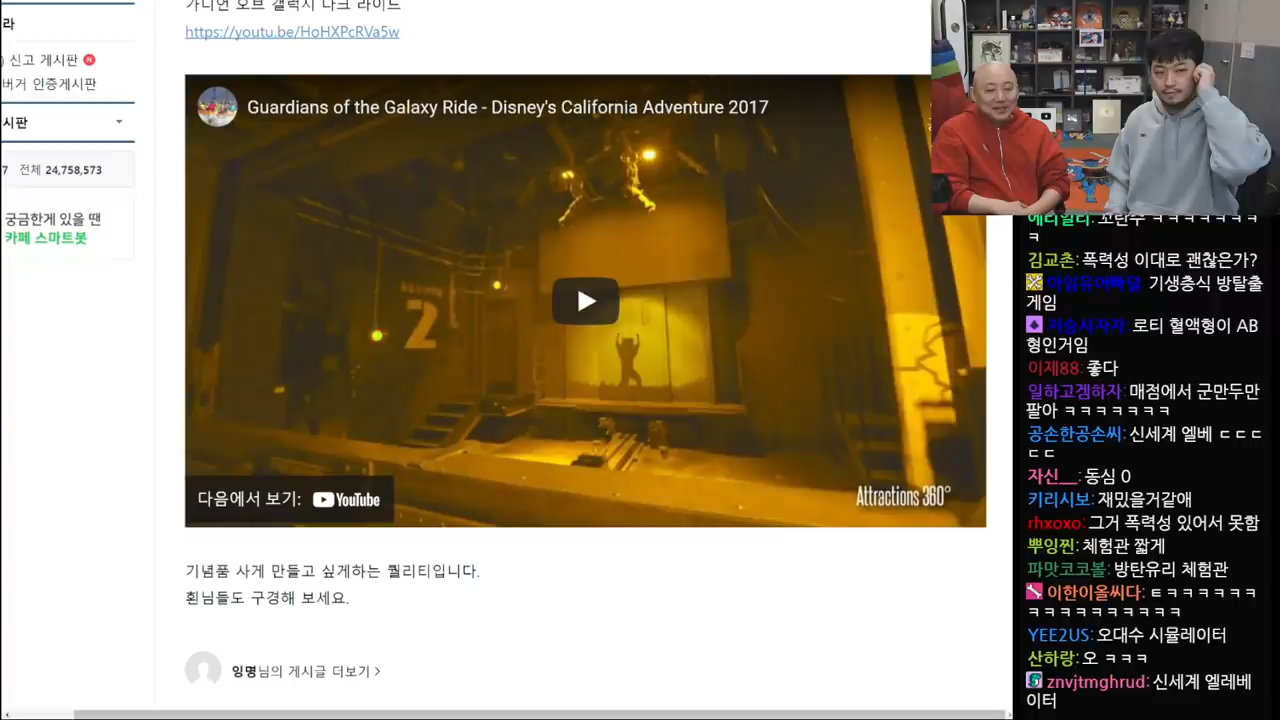 가디언 오브 갤럭시 다크 라이드
https://youtu.be/HoHXPcRVa5w
라
신고 게시판 N
버거 인증게시판
시판
7 전체 24,758,573
궁금한게 있을 땐
카페 스마트봇
Guardians of the Galaxy Ride - Disney's California Adventure 2017
2
다음에서 보기: YouTube
Attractions 360°
기념품 사게 만들고 싶게하는 퀄리티입니다.
횐님들도 구경해 보세요.
잉명님의 게시글 더보기 >
ㅋ
김교촌: 폭력성 이대로 괜찮은가?
기생충식 방탈출
게임
저승사자자: 로티 혈액형이 AB
형인거임
이제88: 좋다
일하고겜하자: 매점에서 군만두만
팔아 ㅋㅋㅋㅋㅋㅋㅋ
공손한공손씨: 신세계 엘베 ㄷㄷㄷ
ㄷㄷ
자신__: 동심 0
키리시보: 재밌을거같애
rhxoxo: 그거 폭력성 있어서 못함
뿌잉찐: 체험관 짧게
파맛코코볼: 방탄유리 체험관
이한이올씨다: ㅌㅋㅋㅋㅋㅋㅋ
ㅋㅋㅋㅋㅋㅋㅋㅋㅋㅋ
YEE2US: 오대수 시뮬레이터
산하랑: 오 ㅋㅋㅋ
znvjtmghrud: 신세계 엘레베
이터